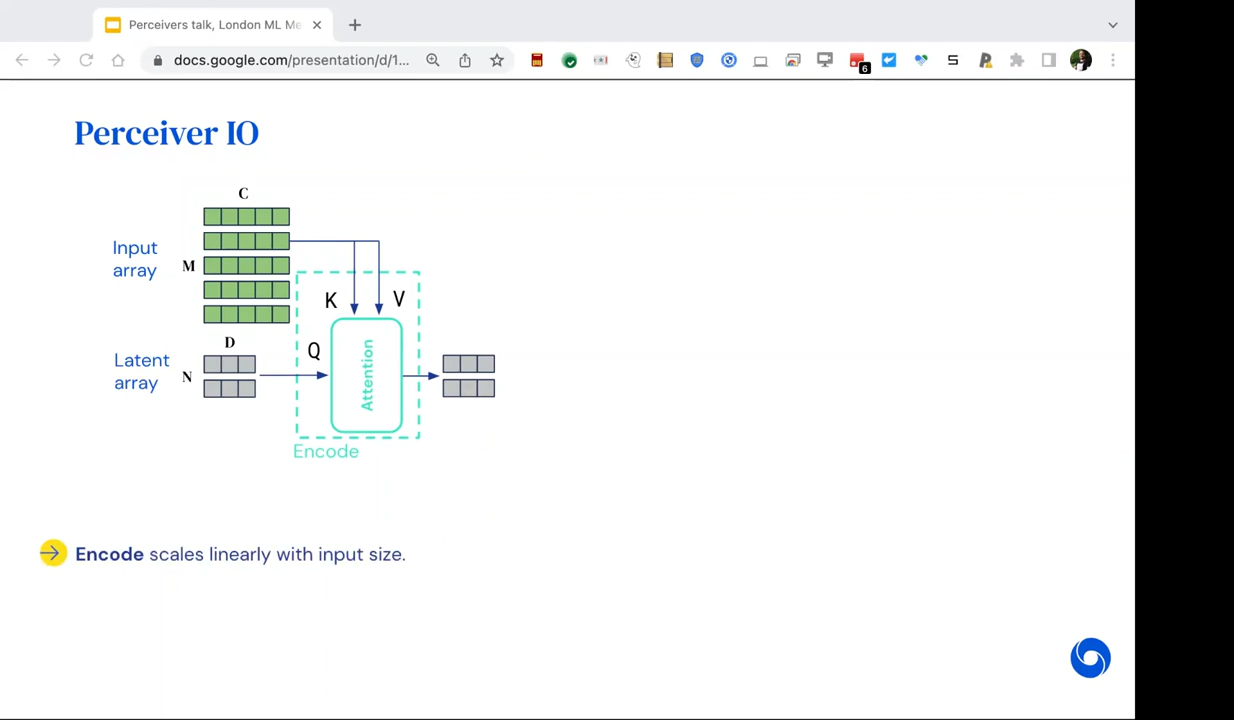 Perceivers talk, London ML Me
docs.google.com/presentation/d/1...
6
S
Perceiver IO
C
Input
array
M
K
V
D
Q
Latent
array
N
Attention
Encode
Encode scales linearly with input size.